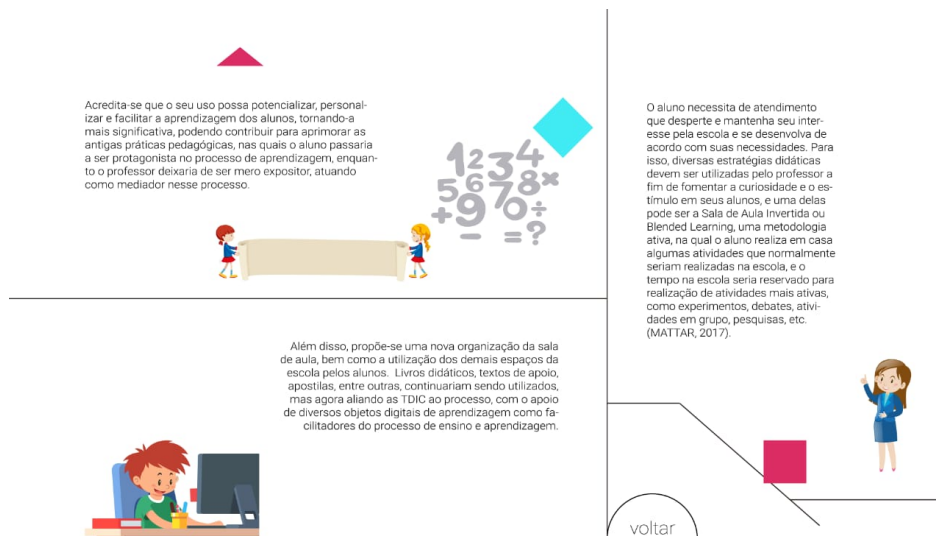 Acredita-se que o seu uso possa potencializar, personal-
izar e facilitar a aprendizagem dos alunos, tornando-a
mais significativa, podendo contribuir para aprimorar as
antigas práticas pedagógicas, nas quais o aluno passaria
a ser protagonista no processo de aprendizagem, enquan-
to o professor deixaria de ser mero expositor, atuando
como mediador nesse processo.
1234
5678×
+90÷
−=?
Além disso, propõe-se uma nova organização da sala
de aula, bem como a utilização dos demais espaços da
escola pelos alunos. Livros didáticos, textos de apoio,
apostilas, entre outras, continuariam sendo utilizados,
mas agora aliando as TDIC ao processo, com o apoio
de diversos objetos digitais de aprendizagem como fa-
cilitadores do processo de ensino e aprendizagem.
O aluno necessita de atendimento
que desperte e mantenha seu inter-
esse pela escola e se desenvolva de
acordo com suas necessidades. Para
isso, diversas estratégias didáticas
devem ser utilizadas pelo professor a
fim de fomentar a curiosidade e o es-
tímulo em seus alunos, e uma delas
pode ser a Sala de Aula Invertida ou
Blended Learning, uma metodologia
ativa, na qual o aluno realiza em casa
algumas atividades que normalmente
seriam realizadas na escola, e o
tempo na escola seria reservado para
realização de atividades mais ativas,
como experimentos, debates, ativi-
dades em grupo, pesquisas, etc.
(MATTAR, 2017).
voltar